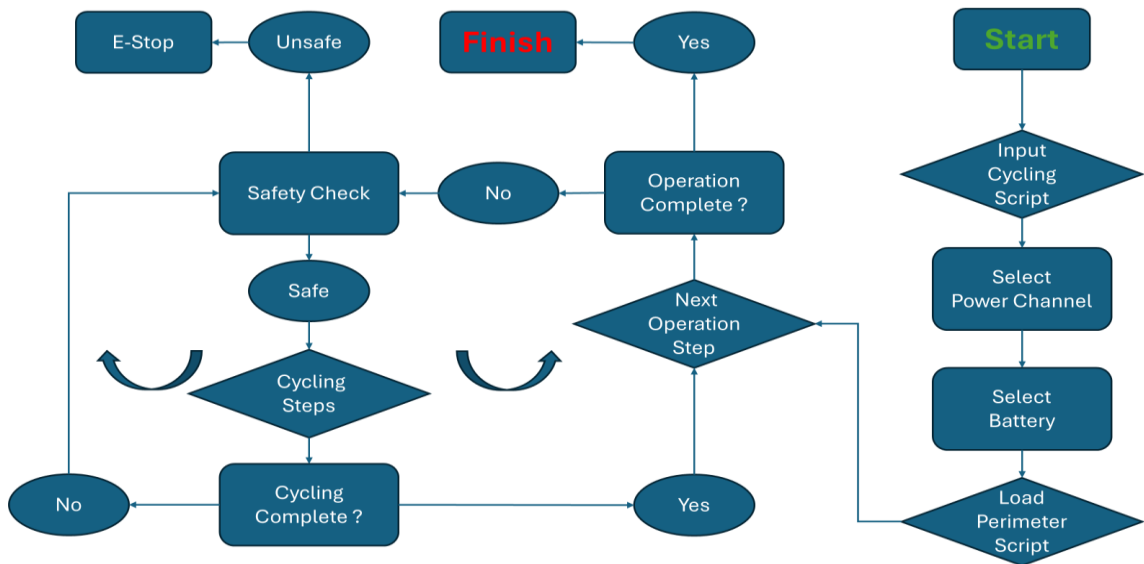 E-Stop
Unsafe
Finish
Yes
Start
Safety Check
No
Operation
Complete ?
Input
Cycling
Script
Safe
Next
Operation
Step
Select
Power Channel
Cycling
Steps
Select
Battery
No
Cycling
Complete ?
Yes
Load
Perimeter
Script